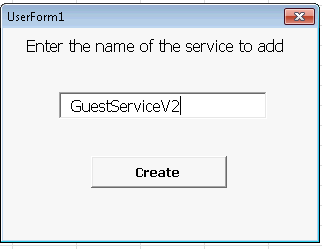 UserForm1
Enter the name of the service to add
GuestServiceV2
Create